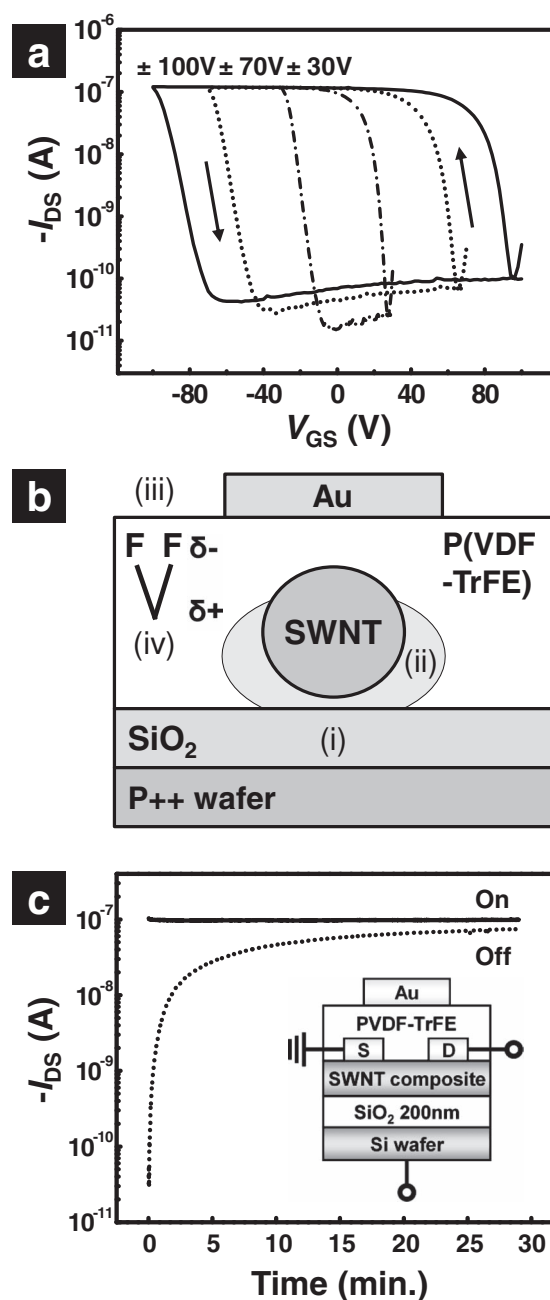 a
10⁻⁶
± 100V ± 70V ± 30V
10⁻⁷
10⁻⁸
10⁻⁹
10⁻¹⁰
10⁻¹¹
-I_DS (A)
-80 -40 0 40 80
V_GS (V)
b
(iii)
Au
F F δ-
P(VDF
-TrFE)
δ+
(iv)
SWNT
(ii)
SiO₂
(i)
P++ wafer
c
10⁻⁷
On
Off
10⁻⁸
10⁻⁹
10⁻¹⁰
10⁻¹¹
-I_DS (A)
Au
PVDF-TrFE
S D
SWNT composite
SiO₂ 200nm
Si wafer
0 5 10 15 20 25 30
Time (min.)